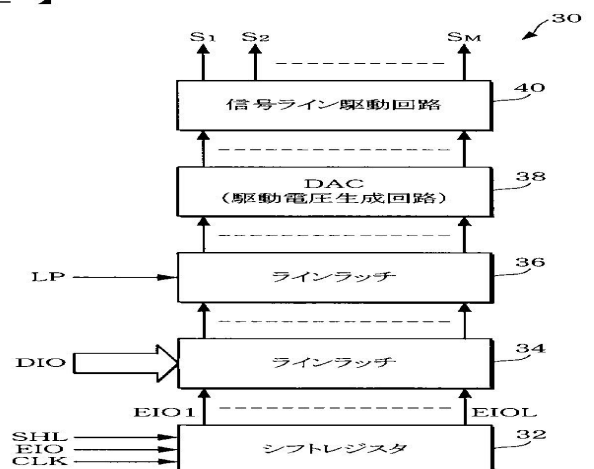 30
S1 S2 SM
信号ライン駆動回路
40
DAC
(駆動電圧生成回路)
38
LP
ラインラッチ
36
DIO
ラインラッチ
34
EIO1
EIOL
SHL
EIO
CLK
シフトレジスタ
32